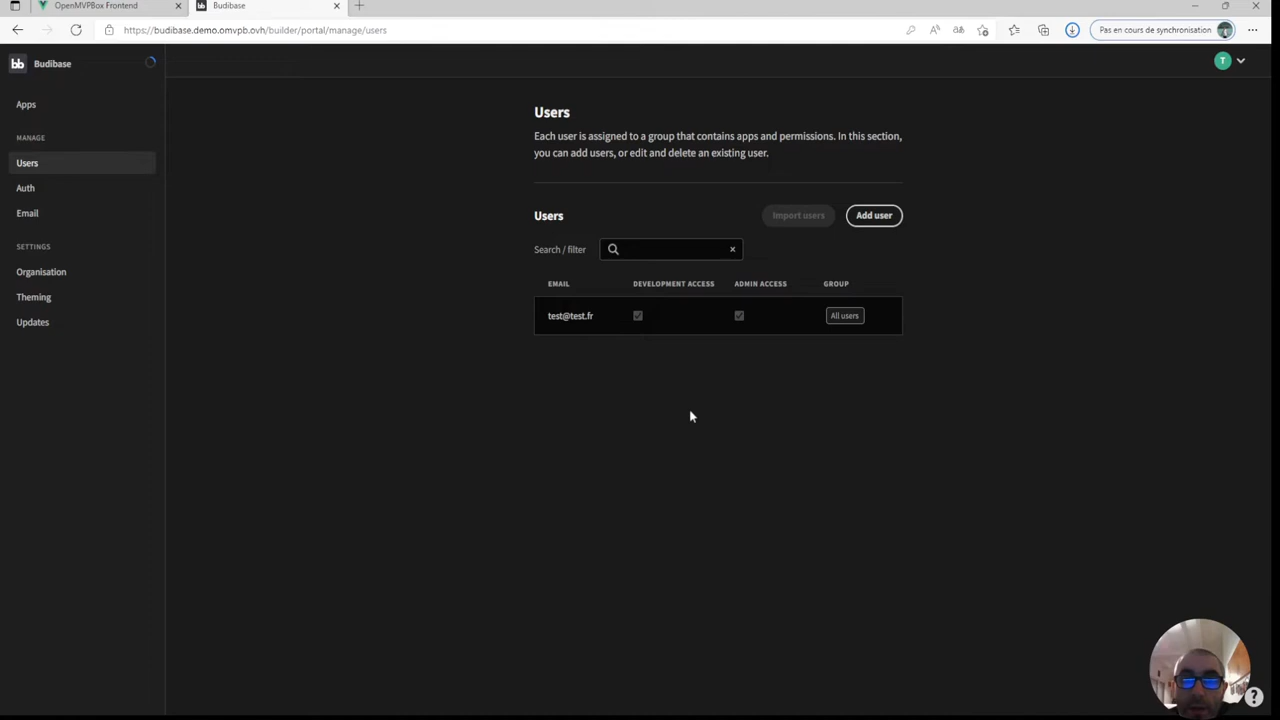 OpenMVPBox Frontend
Budibase
https://budibase.demo.omvpb.ovh/builder/portal/manage/users
Pas en cours de synchronisation
bb Budibase
T
Apps
MANAGE
Users
Auth
Email
SETTINGS
Organisation
Theming
Updates
Users
Each user is assigned to a group that contains apps and permissions. In this section,
you can add users, or edit and delete an existing user.
Users
Import users
Add user
Search / filter
EMAIL DEVELOPMENT ACCESS ADMIN ACCESS GROUP
test@test.fr All users
?